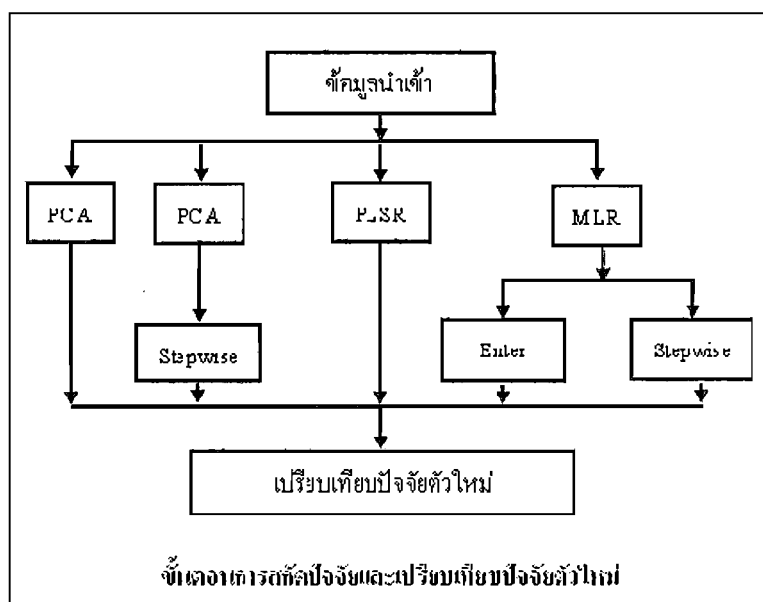 ข้อมูลนำเข้า
PCA
PCA
PLSR
MLR
Stepwise
Enter
Stepwise
เปรียบเทียบปัจจัยตัวใหม่
ขั้นตอนการสกัดปัจจัยและเปรียบเทียบปัจจัยตัวใหม่